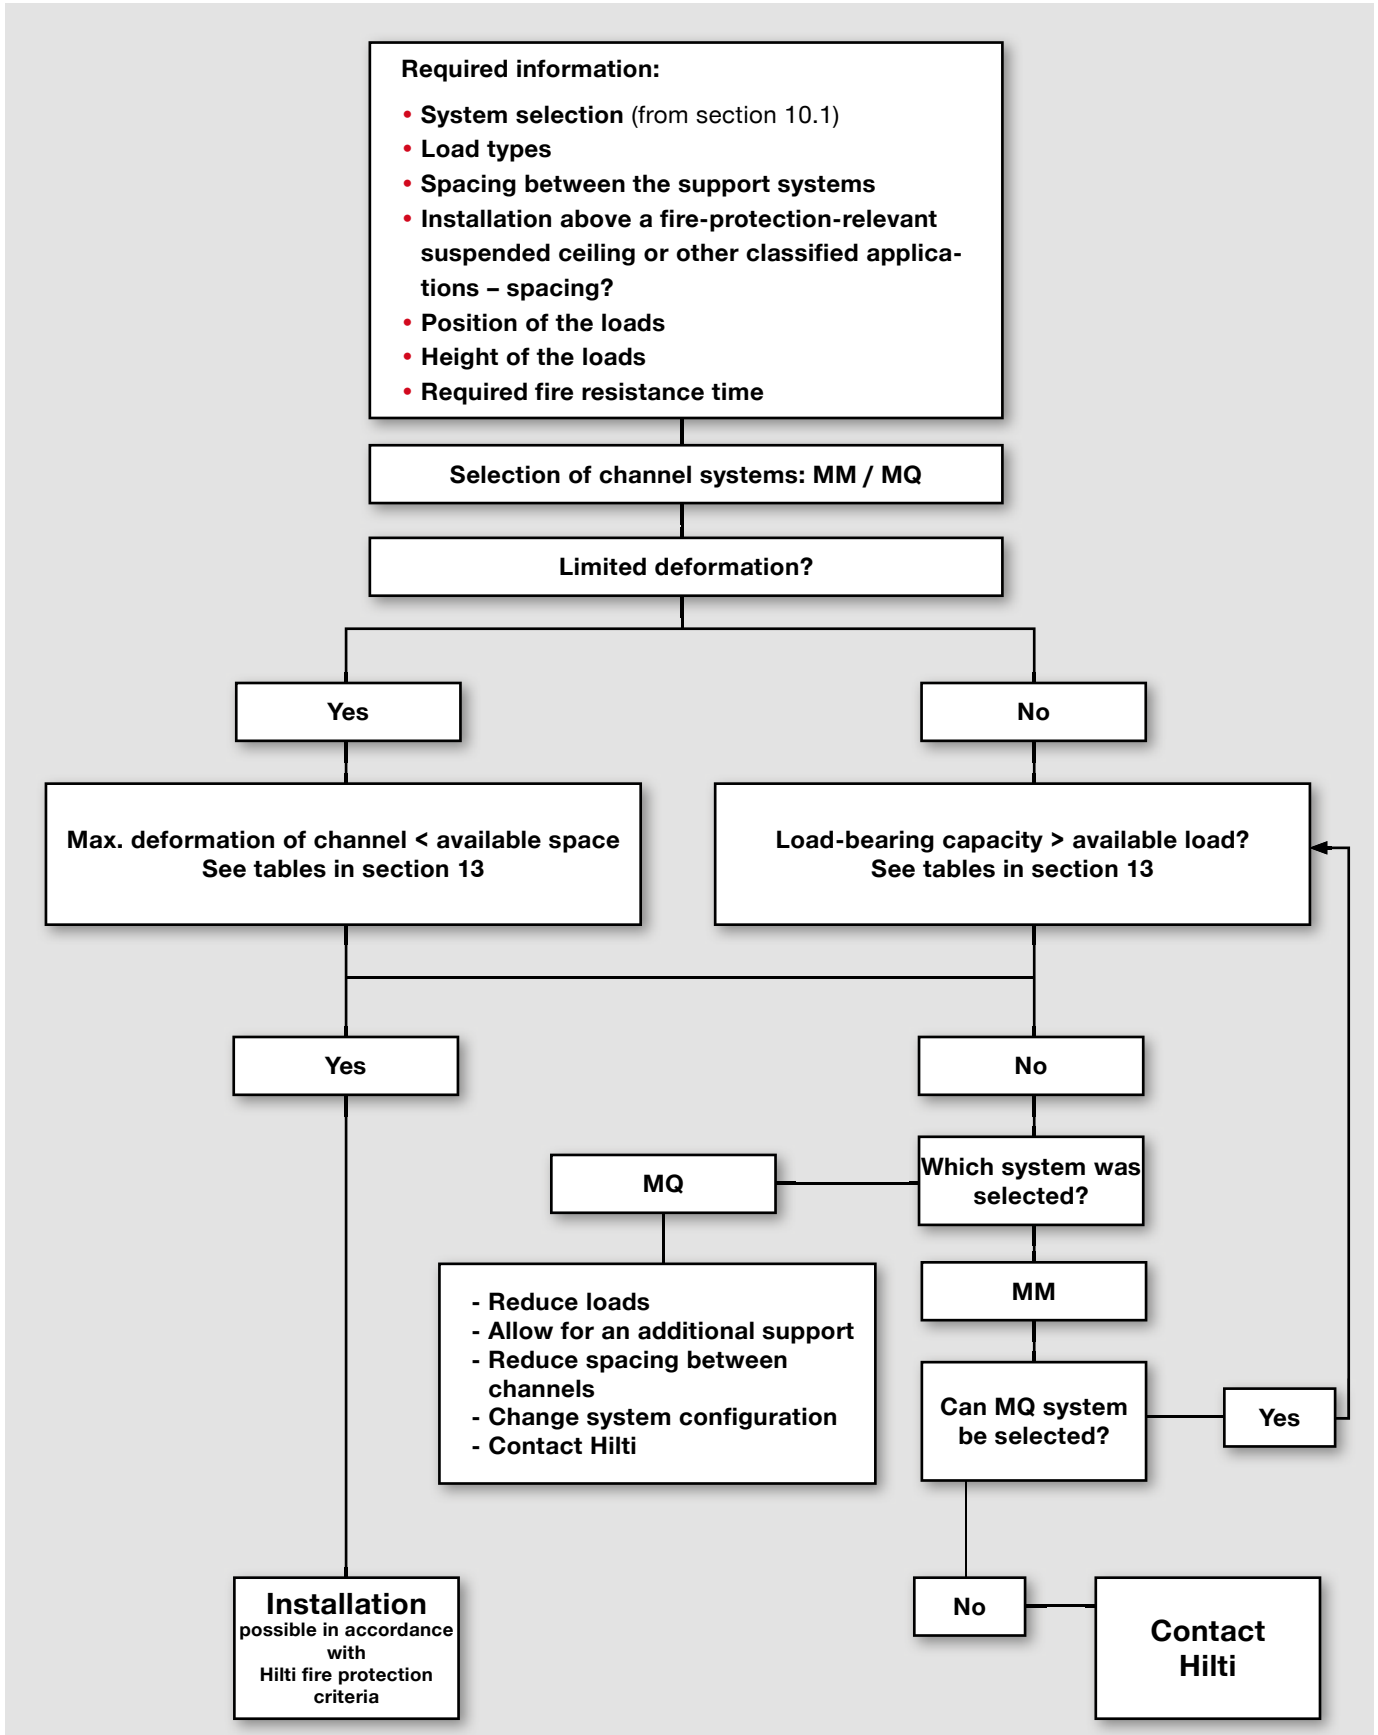 Required information:
• System selection (from section 10.1)
• Load types
• Spacing between the support systems
• Installation above a fire-protection-relevant
suspended ceiling or other classified applica-
tions – spacing?
• Position of the loads
• Height of the loads
• Required fire resistance time
Selection of channel systems: MM / MQ
Limited deformation?
Yes
No
Max. deformation of channel < available space
See tables in section 13
Load-bearing capacity > available load?
See tables in section 13
Yes
No
Which system was
selected?
MQ
- Reduce loads
- Allow for an additional support
- Reduce spacing between
channels
- Change system configuration
- Contact Hilti
MM
Can MQ system
be selected?
Yes
No
Contact
Hilti
Installation
possible in accordance
with
Hilti fire protection
criteria